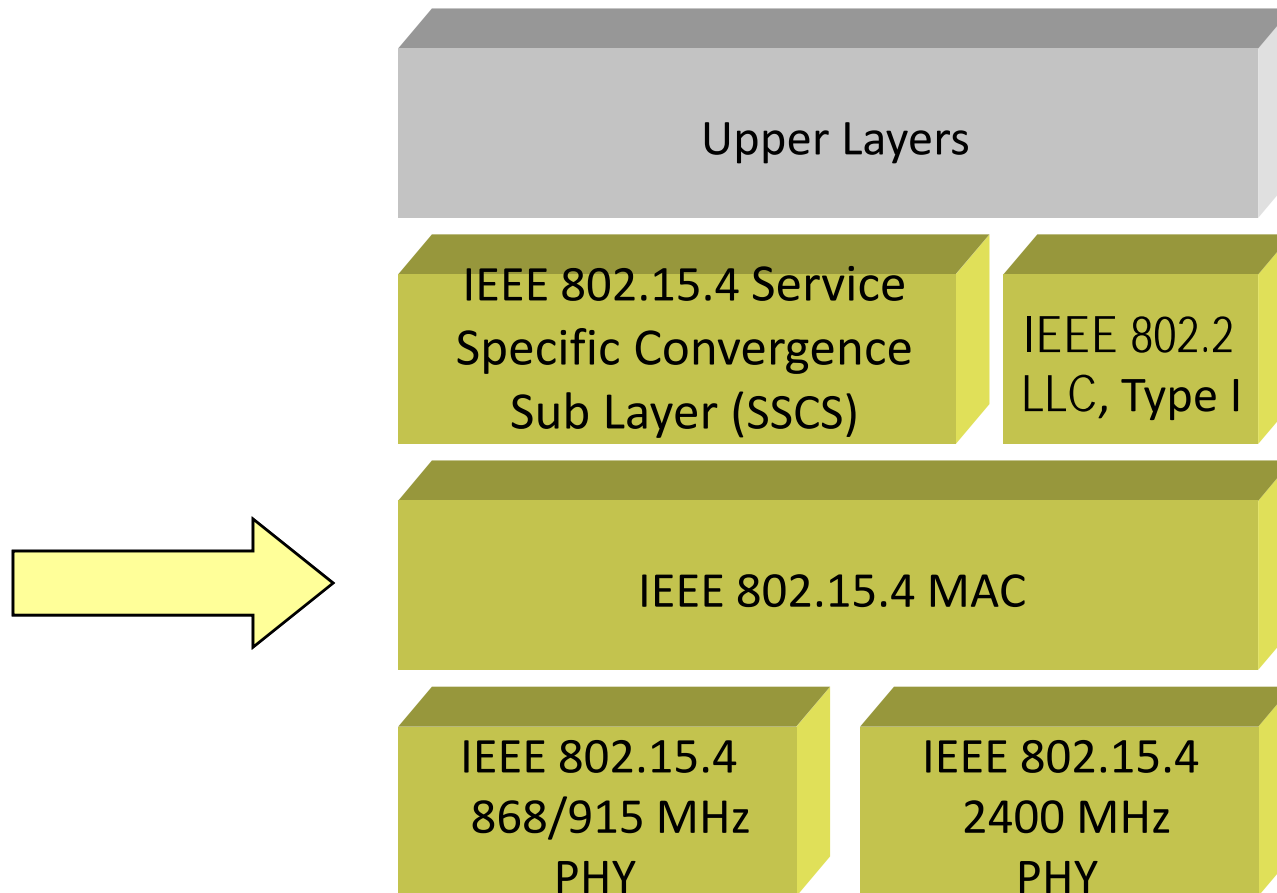 Upper Layers
IEEE 802.15.4 Service
Specific Convergence
Sub Layer (SSCS)
IEEE 802.2
LLC, Type I
IEEE 802.15.4 MAC
IEEE 802.15.4
868/915 MHz
PHY
IEEE 802.15.4
2400 MHz
PHY